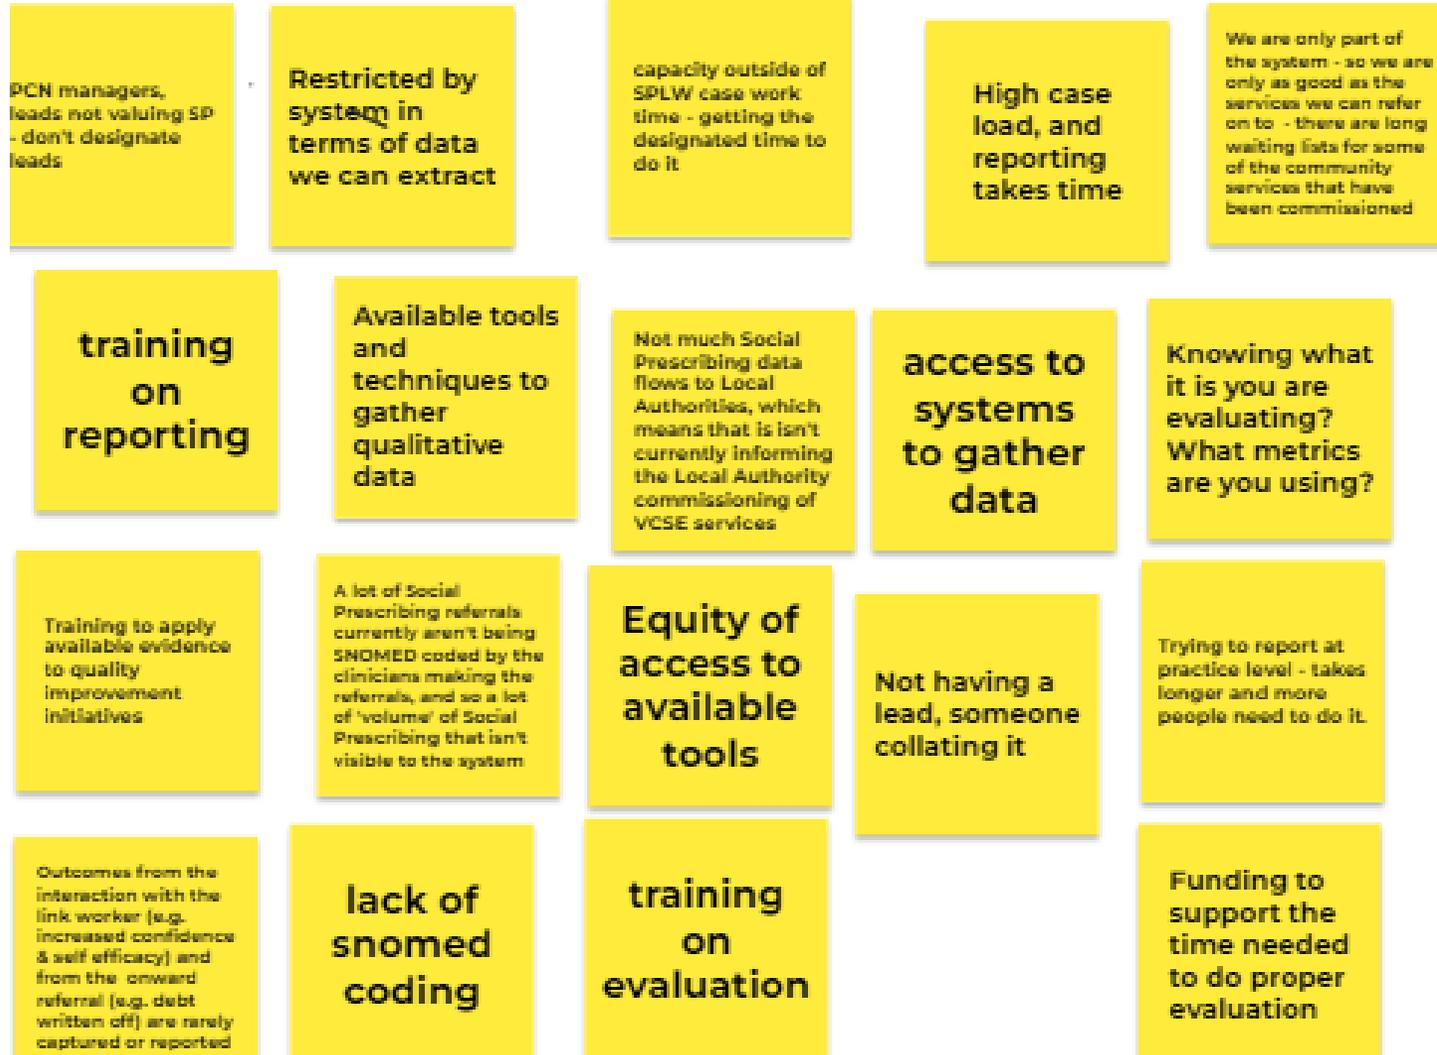 PCN managers,
leads not valuing SP
- don't designate
leads
Restricted by
system in
terms of data
we can extract
capacity outside of
SPLW case work
time - getting the
designated time to
do it
High case
load, and
reporting
takes time
We are only part of
the system - so we are
only as good as the
services we can refer
on to - there are long
waiting lists for some
of the community
services that have
been commissioned
training
on
reporting
Available tools
and
techniques to
gather
qualitative
data
Not much Social
Prescribing data
flows to Local
Authorities, which
means that is isn't
currently informing
the Local Authority
commissioning of
VCSE services
access to
systems
to gather
data
Knowing what
it is you are
evaluating?
What metrics
are you using?
Training to apply
available evidence
to quality
improvement
initiatives
A lot of Social
Prescribing referrals
currently aren't being
SNOMED coded by the
clinicians making the
referrals, and so a lot
of 'volume' of Social
Prescribing that isn't
visible to the system
Equity of
access to
available
tools
Not having a
lead, someone
collating it
Trying to report at
practice level - takes
longer and more
people need to do it.
Outcomes from the
interaction with the
link worker (e.g.
increased confidence
& self efficacy) and
from the onward
referral (e.g. debt
written off) are rarely
captured or reported
lack of
snomed
coding
training
on
evaluation
Funding to
support the
time needed
to do proper
evaluation